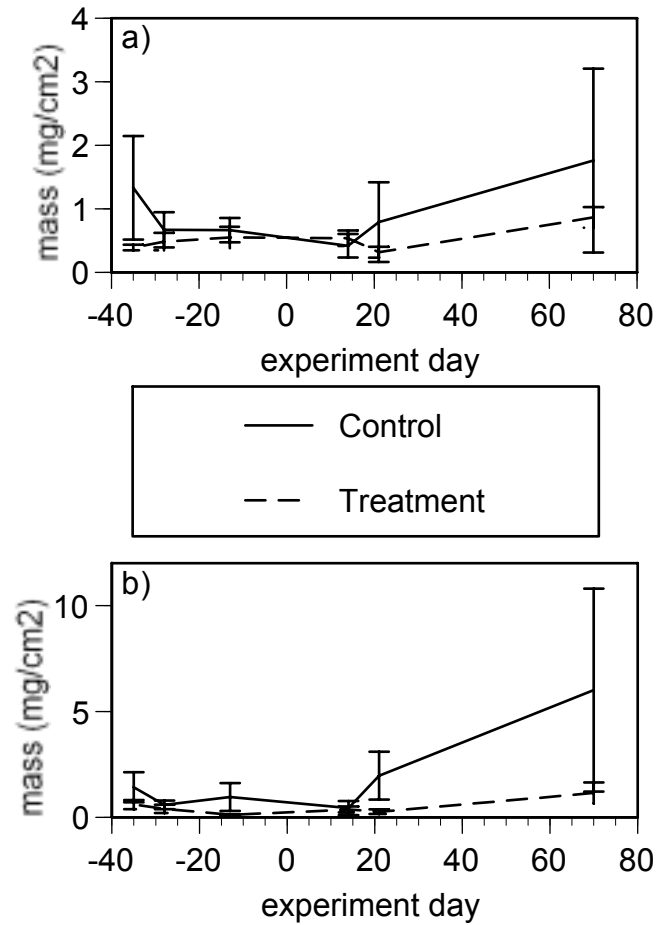 a)
4
3
2
1
0
mass (mg/cm2)
-40 -20 0 20 40 60 80
experiment day
Control
Treatment
b)
10
5
0
mass (mg/cm2)
-40 -20 0 20 40 60 80
experiment day